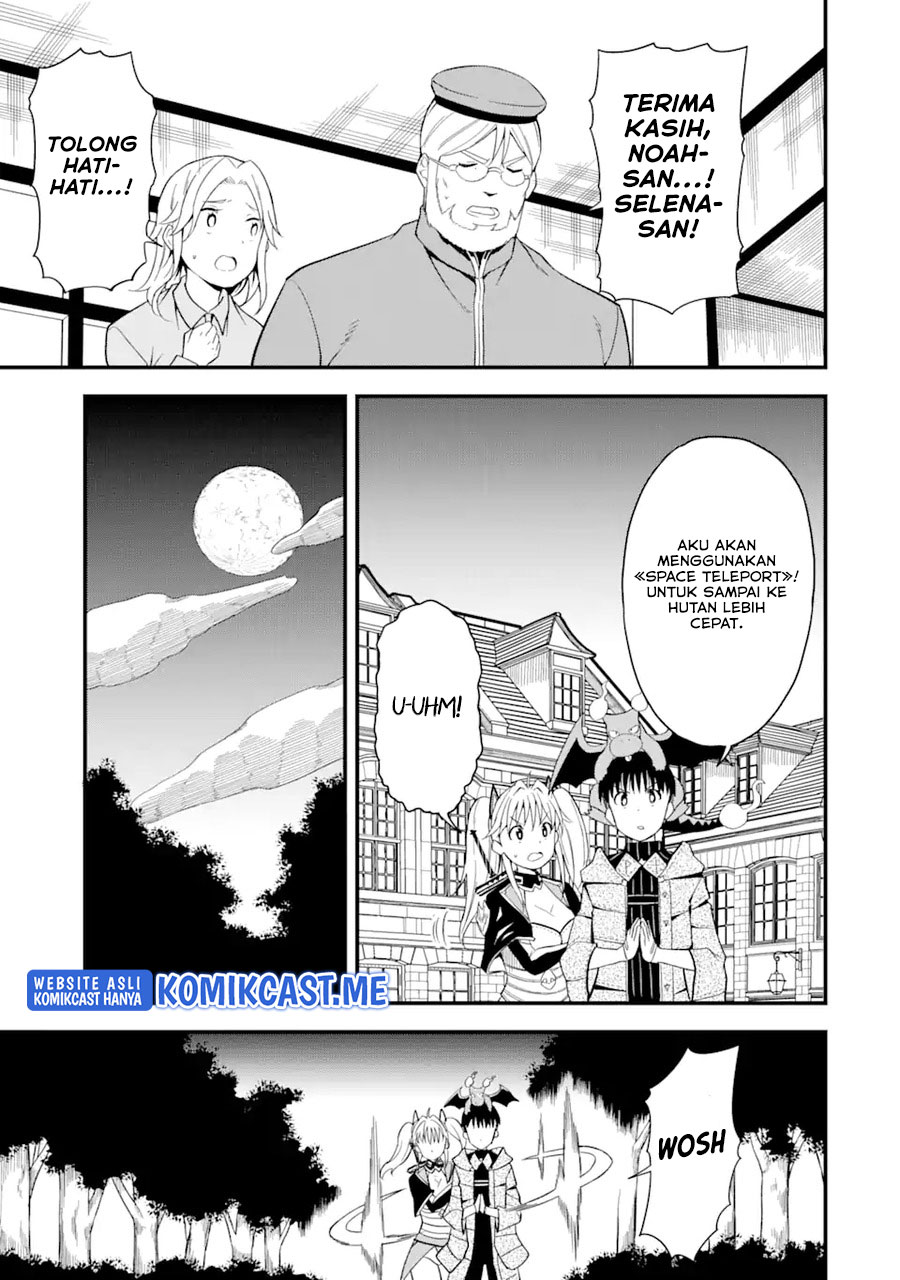 TERIMA
KASIH,
NOAH-
SAN...!
SELENA-
SAN!
TOLONG
HATI-
HATI...!
AKU AKAN
MENGGUNAKAN
«SPACE TELEPORT»!
UNTUK SAMPAI KE
HUTAN LEBIH
CEPAT.
U-UHM!
WEBSITE ASLI
KOMIKCAST HANYA
KOMIKCAST.ME
WOSH